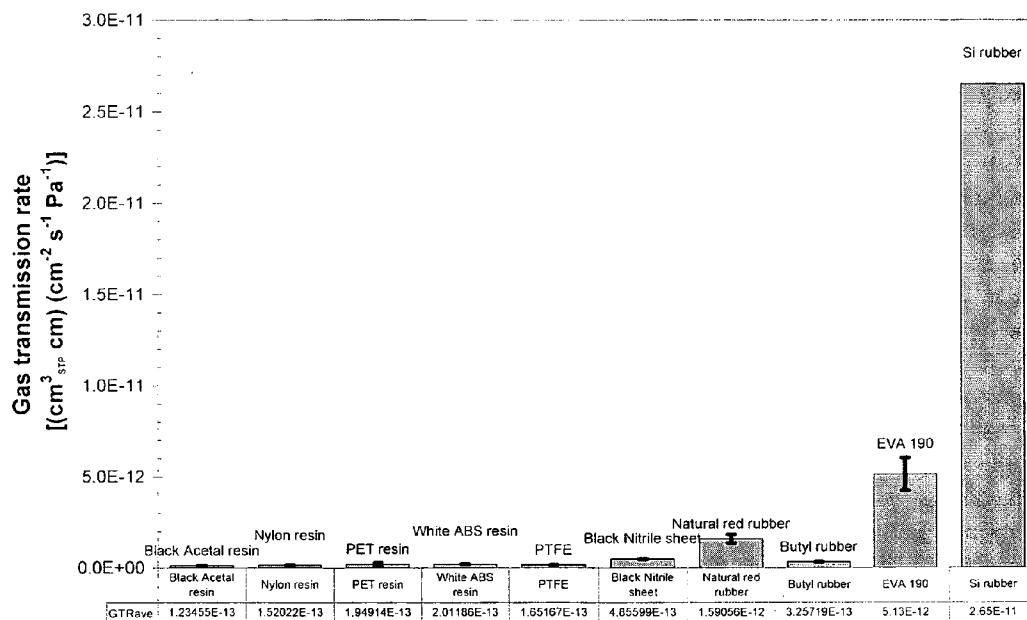 Gas transmission rate
[(cm³STP cm) (cm⁻² s⁻¹ Pa⁻¹)]
3.0E-11
2.5E-11
2.0E-11
1.5E-11
1.0E-11
5.0E-12
0.0E+00
Black Acetal resin
Nylon resin
PET resin
White ABS resin
PTFE
Black Nitrile sheet
Natural red rubber
Butyl rubber
EVA 190
Si rubber
Black Acetal
resin
Nylon resin
PET resin
White ABS
resin
PTFE
Black Nitrile
sheet
Natural red
rubber
Butyl rubber
EVA 190
Si rubber
GTRave 1.23455E-13 1.52022E-13 1.94914E-13 2.01186E-13 1.65167E-13 4.85599E-13 1.59056E-12 3.25719E-13 5.13E-12 2.65E-11